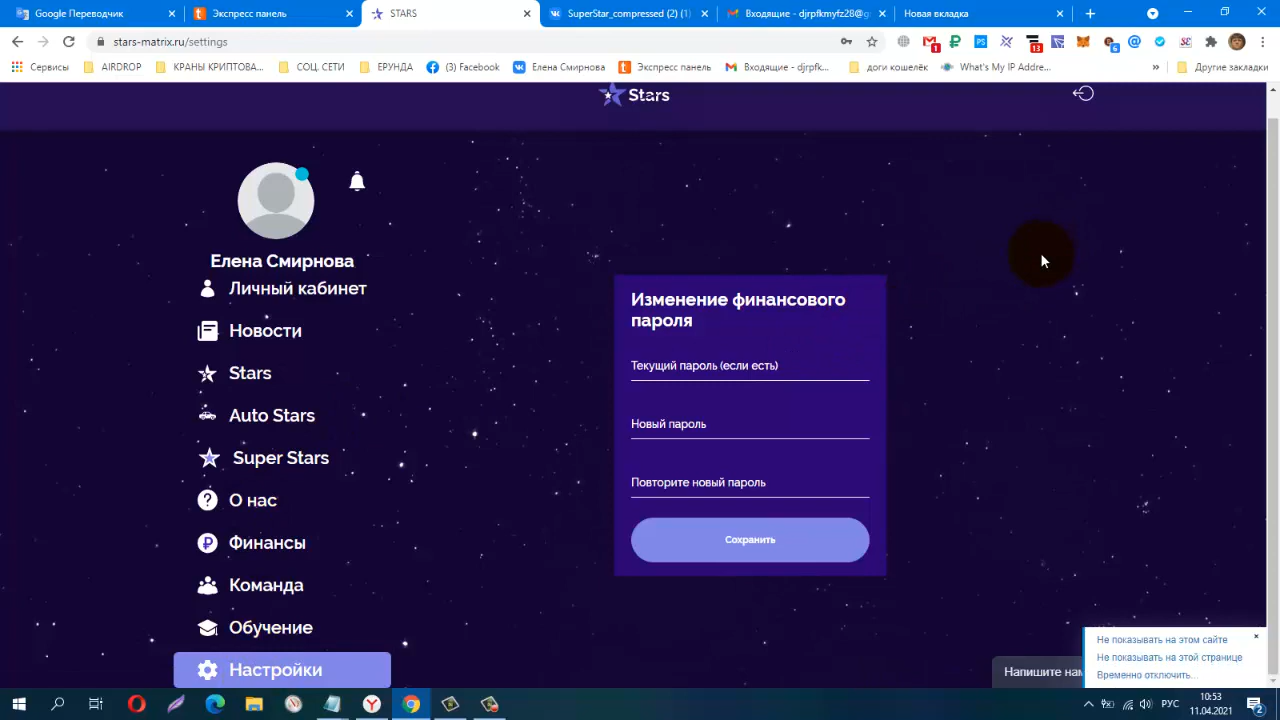 Google Переводчик
Экспресс панель
STARS
SuperStar_compressed (2) (1)
Входящие - djrpfkmyfz28@g
Новая вкладка
stars-matrix.ru/settings
1
13
6
Сервисы
AIRDROP
КРАНЫ КРИПТОВА...
СОЦ. СЕТИ
ЕРУНДА
(3) Facebook
Елена Смирнова
Экспресс панель
Входящие - djrpfk...
доги кошелёк
What's My IP Addre...
»
Другие закладки
Stars
Елена Смирнова
Личный кабинет
Новости
Stars
Auto Stars
Super Stars
О нас
Финансы
Команда
Обучение
Настройки
Изменение финансового
пароля
Текущий пароль (если есть)
Новый пароль
Повторите новый пароль
Сохранить
Напишите нам
Не показывать на этом сайте
Не показывать на этой странице
Временно отключить...
РУС
10:53
11.04.2021
2